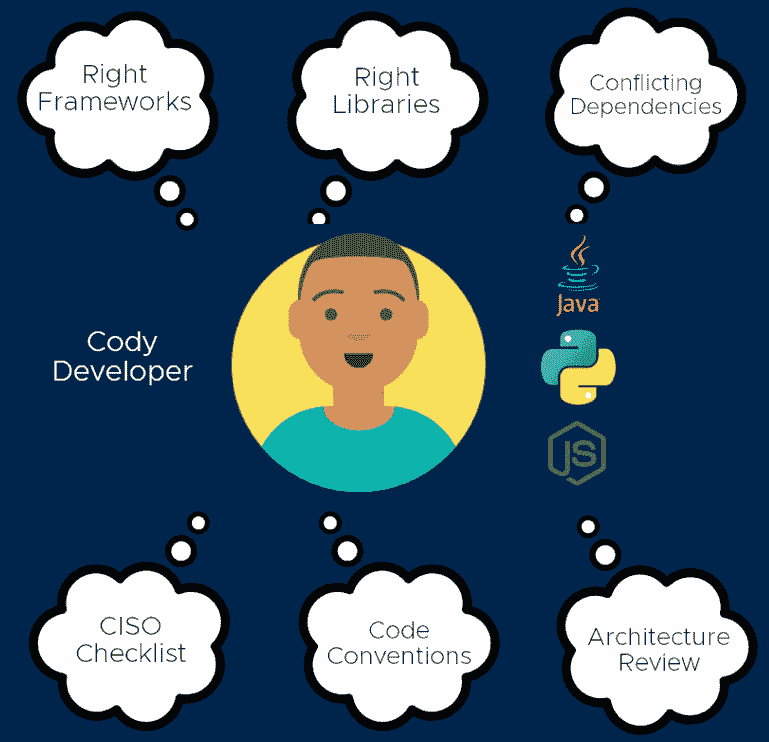 Right
Frameworks
Right
Libraries
Conflicting
Dependencies
Cody
Developer
Java
JS
CISO
Checklist
Code
Conventions
Architecture
Review